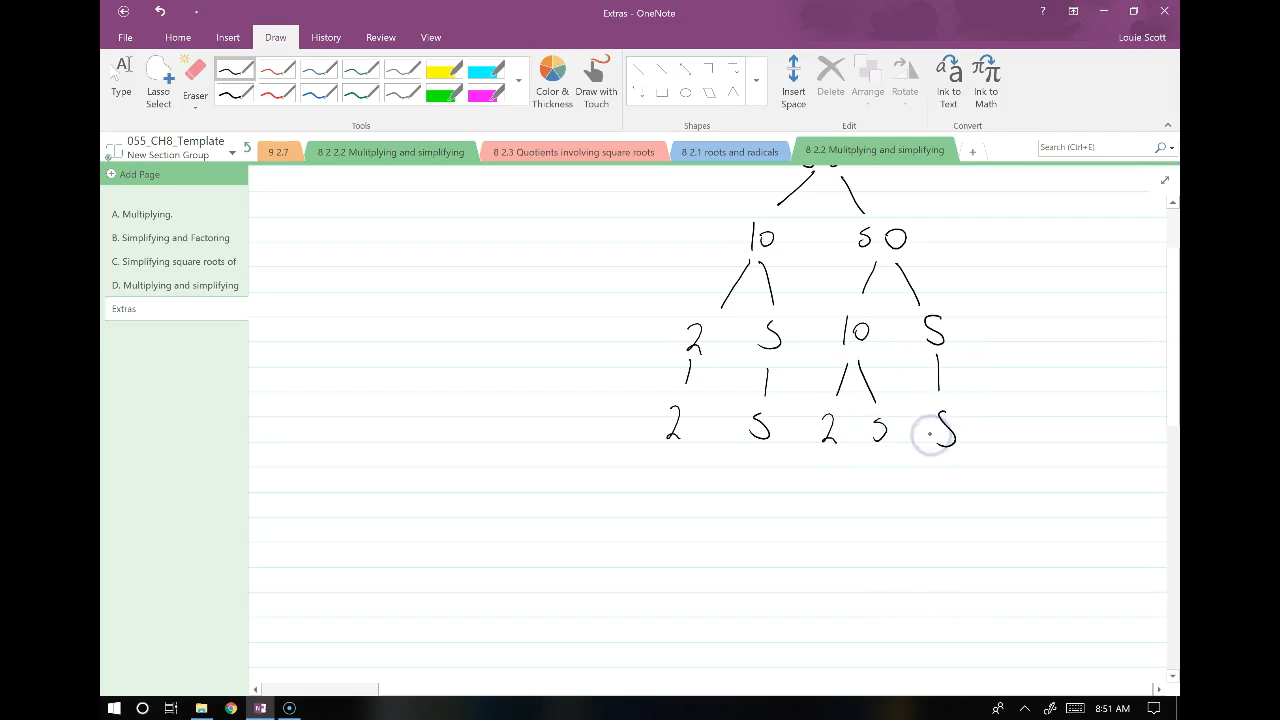 Extras - OneNote
?
File Home Insert Draw History Review View
Louie Scott
Type
Lasso Select
Eraser
Color & Thickness
Draw with Touch
Insert Space
Delete
Arrange
Rotate
Ink to Text
Ink to Math
Tools Shapes Edit Convert
055_CH8_Template
New Section Group
9 2.7
8 2.2.2 Mulitplying and simplifying
8 2.3 Quotients involving square roots
8 2.1 roots and radicals
8 2.2 Mulitplying and simplifying
Search (Ctrl+E)
Add Page
A. Multiplying.
B. Simplifying and Factoring
C. Simplifying square roots of
D. Multiplying and simplifying
Extras
10 50
2 5 10 5
2 5 2 5 5
8:51 AM